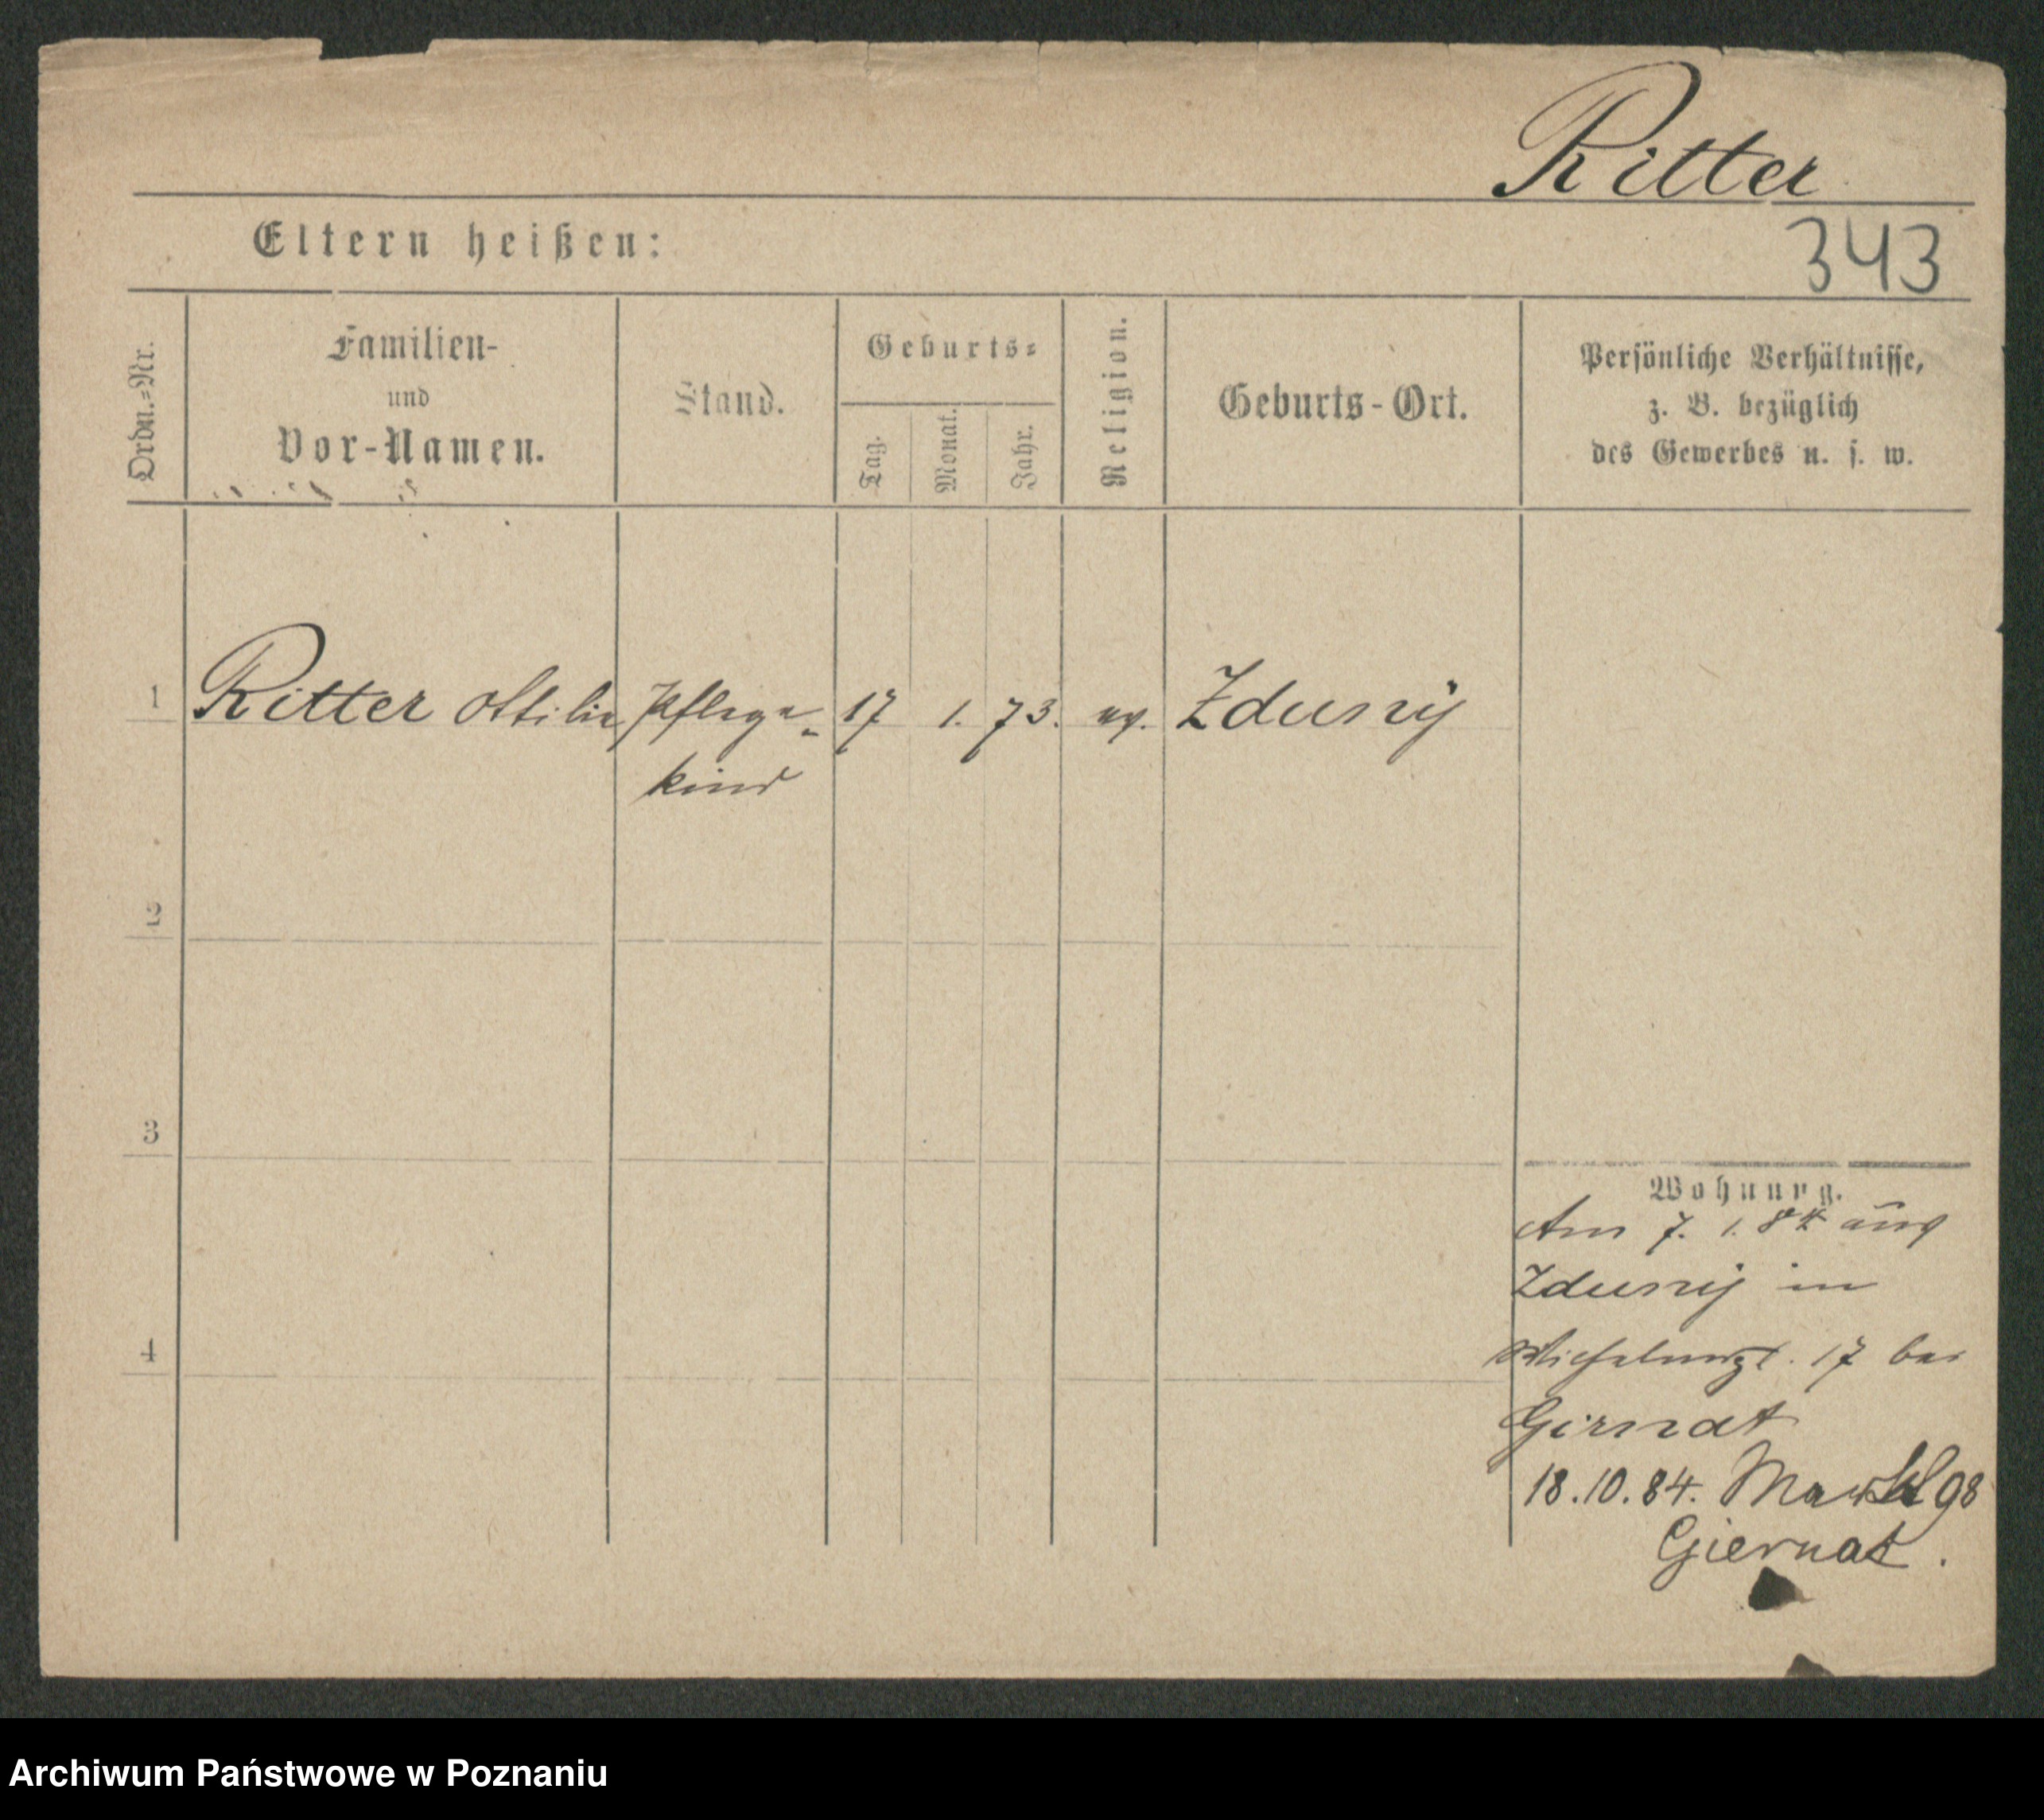 Ritter
343
Eltern heißen:
Ordn.-Nr.
Familien-
und
Vor-Namen.
Stand.
Geburts-
Tag.
Monat.
Jahr.
Religion.
Geburts-Ort.
Persönliche Verhältnisse,
z. B. bezüglich
des Gewerbes u. s. w.
1 Ritter Ottilie Pflege- 17 1. 73. ev. Zduny
kind
2
3
4
Wohnung.
Am 7. 1. 84 aus
Zduny in
17 bei
Girndt
18.10.84. 98
Giernat.
Archiwum Państwowe w Poznaniu